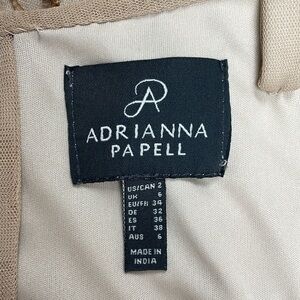 ADRIANNA
PAPELL
US/CAN 2
UK 6
EU/FR 34
DE 32
ES 36
IT 38
AUS 6
MADE IN
INDIA